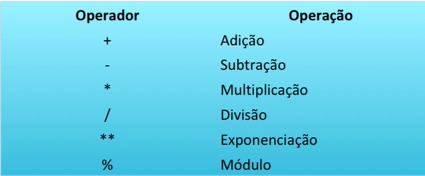 Operador Operação
+ Adição
- Subtração
* Multiplicação
/ Divisão
** Exponenciação
% Módulo